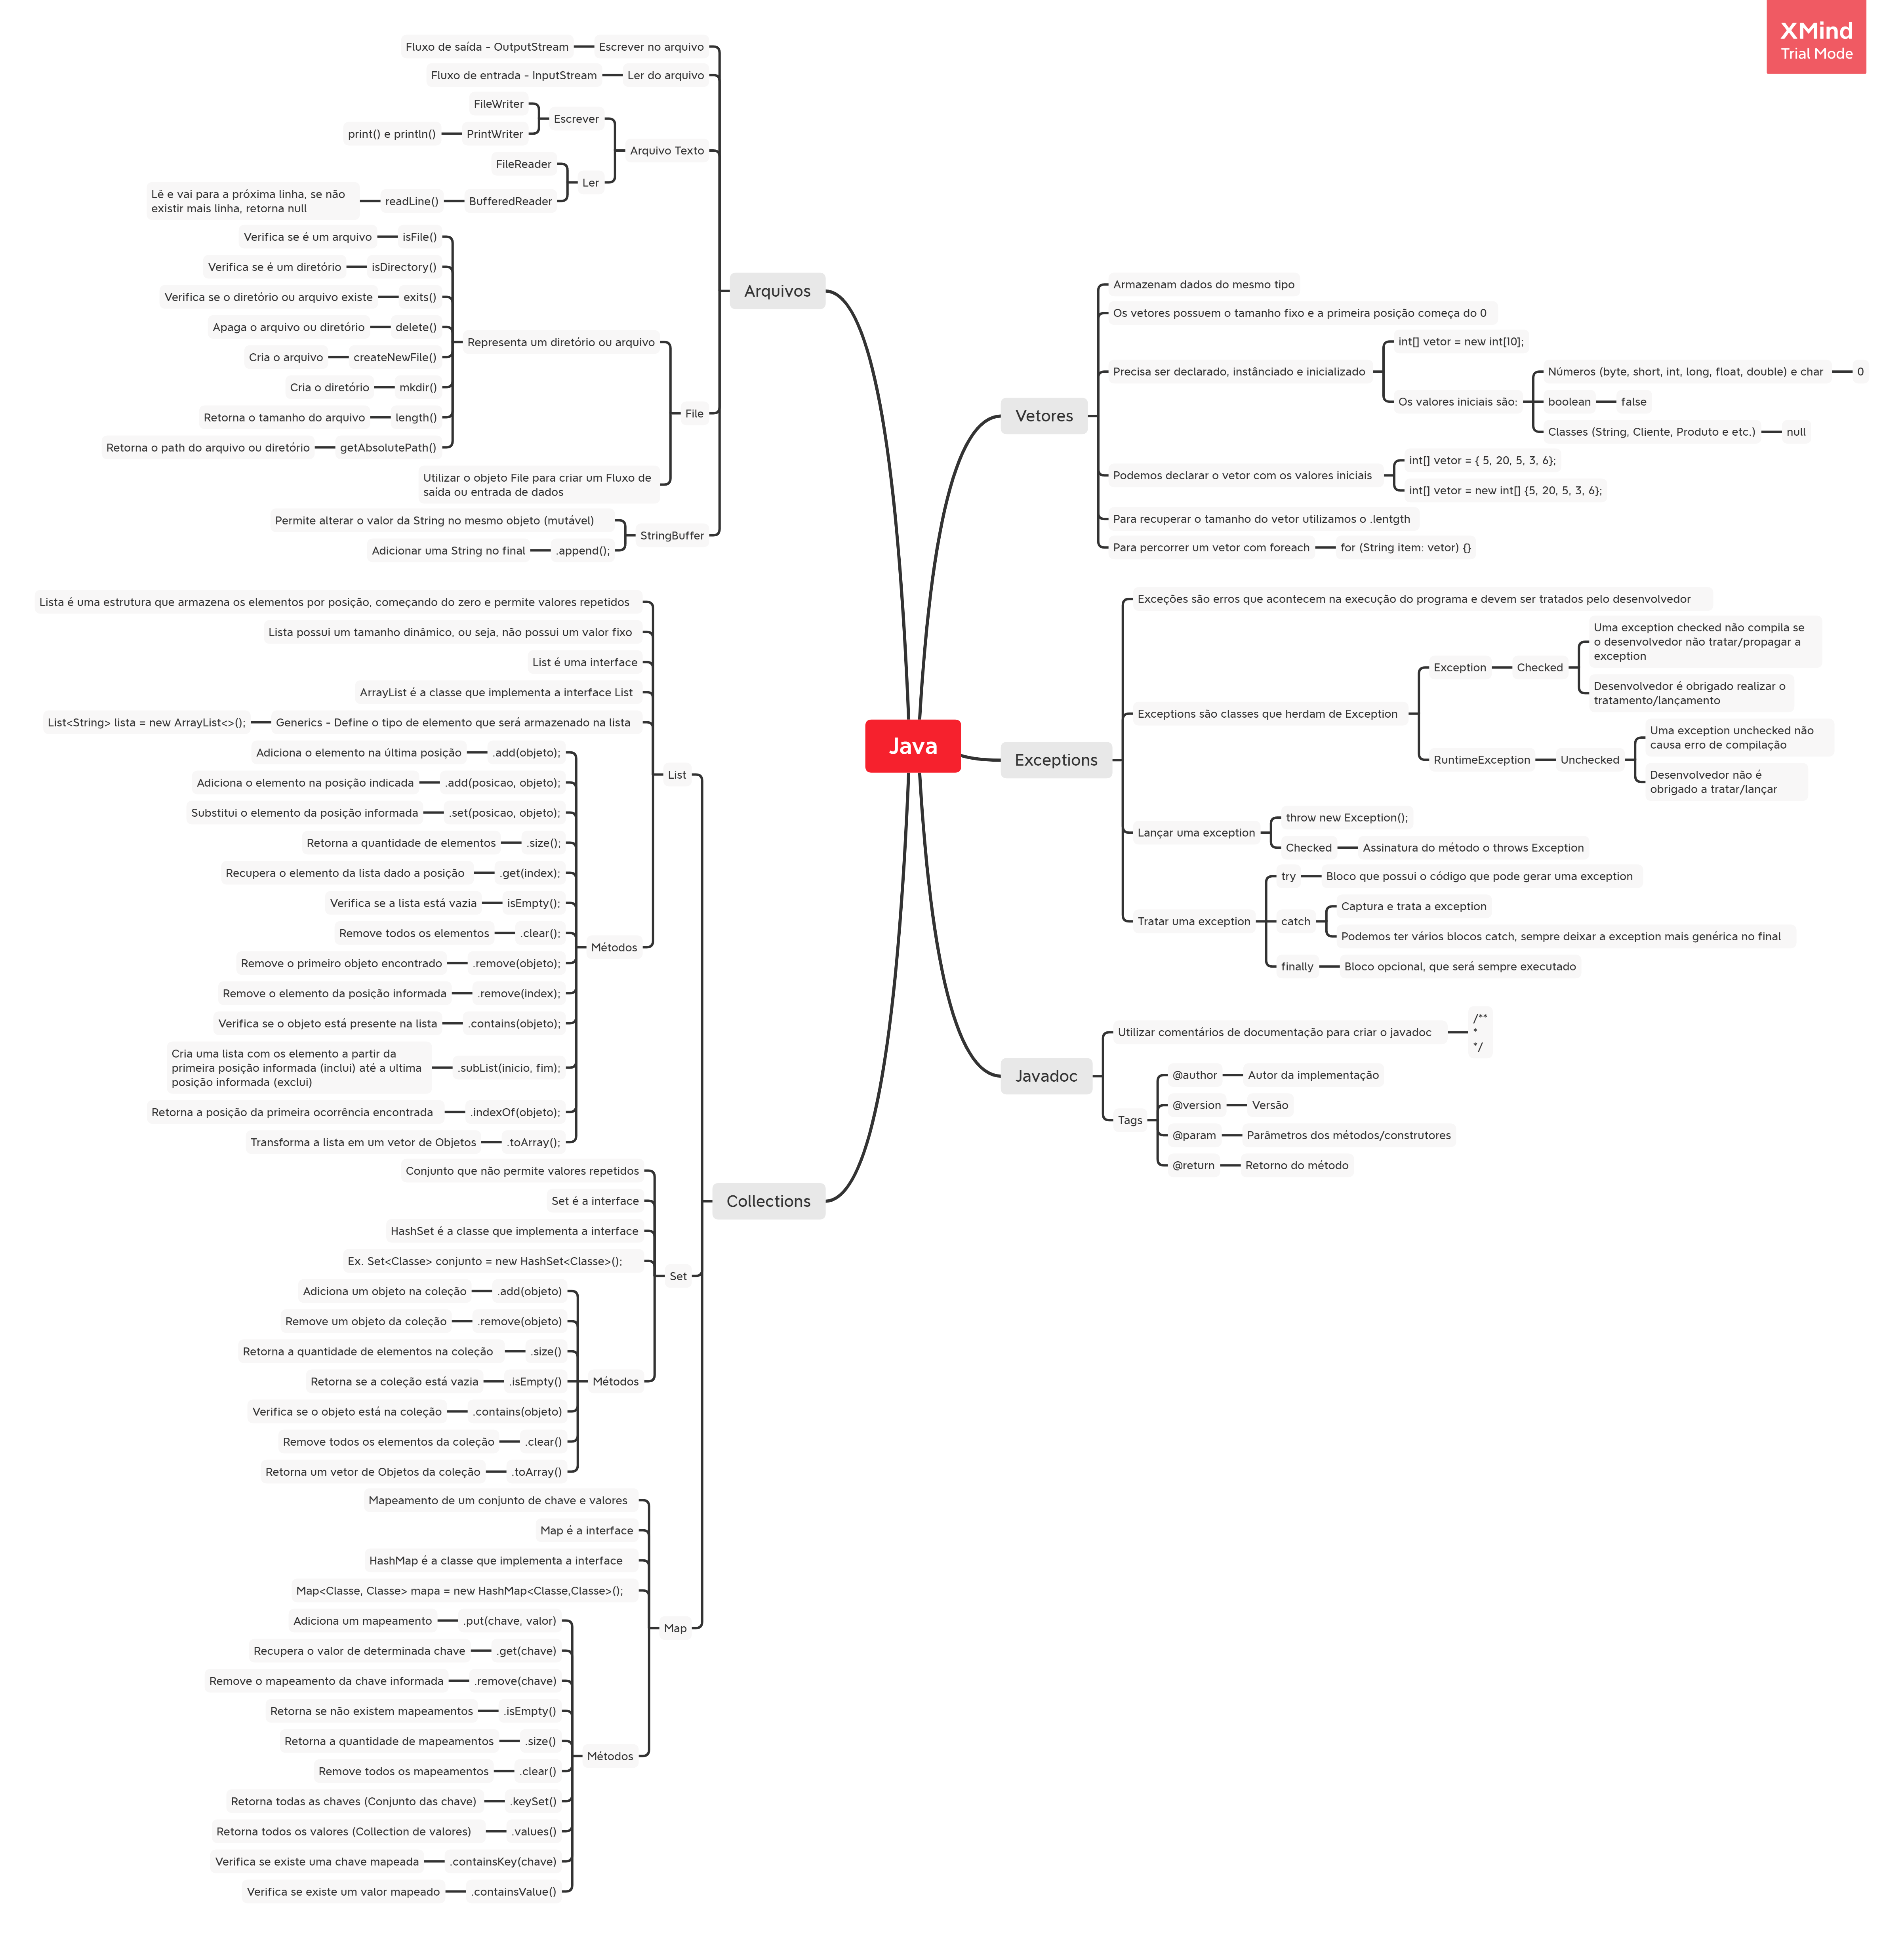 XMind
Trial Mode
Java
Vetores
Armazenam dados do mesmo tipo
Os vetores possuem o tamanho fixo e a primeira posição começa do 0
Precisa ser declarado, instânciado e inicializado
int[] vetor = new int[10];
Os valores iniciais são:
Números (byte, short, int, long, float, double) e char
0
boolean
false
Classes (String, Cliente, Produto e etc.)
null
Podemos declarar o vetor com os valores iniciais
int[] vetor = { 5, 20, 5, 3, 6};
int[] vetor = new int[] {5, 20, 5, 3, 6};
Para recuperar o tamanho do vetor utilizamos o .lentgth
Para percorrer um vetor com foreach
for (String item: vetor) {}
Exceptions
Exceções são erros que acontecem na execução do programa e devem ser tratados pelo desenvolvedor
Exceptions são classes que herdam de Exception
Exception
Checked
Uma exception checked não compila se
o desenvolvedor não tratar/propagar a
exception
Desenvolvedor é obrigado realizar o
tratamento/lançamento
RuntimeException
Unchecked
Uma exception unchecked não
causa erro de compilação
Desenvolvedor não é
obrigado a tratar/lançar
Lançar uma exception
throw new Exception();
Checked
Assinatura do método o throws Exception
Tratar uma exception
try
Bloco que possui o código que pode gerar uma exception
catch
Captura e trata a exception
Podemos ter vários blocos catch, sempre deixar a exception mais genérica no final
finally
Bloco opcional, que será sempre executado
Javadoc
Utilizar comentários de documentação para criar o javadoc
/**
*
*/
Tags
@author
Autor da implementação
@version
Versão
@param
Parâmetros dos métodos/construtores
@return
Retorno do método
Arquivos
Escrever no arquivo
Fluxo de saída - OutputStream
Ler do arquivo
Fluxo de entrada - InputStream
Arquivo Texto
Escrever
FileWriter
PrintWriter
print() e println()
Ler
FileReader
BufferedReader
readLine()
Lê e vai para a próxima linha, se não
existir mais linha, retorna null
File
Representa um diretório ou arquivo
isFile()
Verifica se é um arquivo
isDirectory()
Verifica se é um diretório
exits()
Verifica se o diretório ou arquivo existe
delete()
Apaga o arquivo ou diretório
createNewFile()
Cria o arquivo
mkdir()
Cria o diretório
length()
Retorna o tamanho do arquivo
getAbsolutePath()
Retorna o path do arquivo ou diretório
Utilizar o objeto File para criar um Fluxo de
saída ou entrada de dados
StringBuffer
Permite alterar o valor da String no mesmo objeto (mutável)
.append();
Adicionar uma String no final
Collections
List
Lista é uma estrutura que armazena os elementos por posição, começando do zero e permite valores repetidos
Lista possui um tamanho dinâmico, ou seja, não possui um valor fixo
List é uma interface
ArrayList é a classe que implementa a interface List
Generics - Define o tipo de elemento que será armazenado na lista
List<String> lista = new ArrayList<>();
Métodos
.add(objeto);
Adiciona o elemento na última posição
.add(posicao, objeto);
Adiciona o elemento na posição indicada
.set(posicao, objeto);
Substitui o elemento da posição informada
.size();
Retorna a quantidade de elementos
.get(index);
Recupera o elemento da lista dado a posição
isEmpty();
Verifica se a lista está vazia
.clear();
Remove todos os elementos
.remove(objeto);
Remove o primeiro objeto encontrado
.remove(index);
Remove o elemento da posição informada
.contains(objeto);
Verifica se o objeto está presente na lista
.subList(inicio, fim);
Cria uma lista com os elemento a partir da
primeira posição informada (inclui) até a ultima
posição informada (exclui)
.indexOf(objeto);
Retorna a posição da primeira ocorrência encontrada
.toArray();
Transforma a lista em um vetor de Objetos
Set
Conjunto que não permite valores repetidos
Set é a interface
HashSet é a classe que implementa a interface
Ex. Set<Classe> conjunto = new HashSet<Classe>();
Métodos
.add(objeto)
Adiciona um objeto na coleção
.remove(objeto)
Remove um objeto da coleção
.size()
Retorna a quantidade de elementos na coleção
.isEmpty()
Retorna se a coleção está vazia
.contains(objeto)
Verifica se o objeto está na coleção
.clear()
Remove todos os elementos da coleção
.toArray()
Retorna um vetor de Objetos da coleção
Map
Mapeamento de um conjunto de chave e valores
Map é a interface
HashMap é a classe que implementa a interface
Map<Classe, Classe> mapa = new HashMap<Classe,Classe>();
Métodos
.put(chave, valor)
Adiciona um mapeamento
.get(chave)
Recupera o valor de determinada chave
.remove(chave)
Remove o mapeamento da chave informada
.isEmpty()
Retorna se não existem mapeamentos
.size()
Retorna a quantidade de mapeamentos
.clear()
Remove todos os mapeamentos
.keySet()
Retorna todas as chaves (Conjunto das chave)
.values()
Retorna todos os valores (Collection de valores)
.containsKey(chave)
Verifica se existe uma chave mapeada
.containsValue()
Verifica se existe um valor mapeado